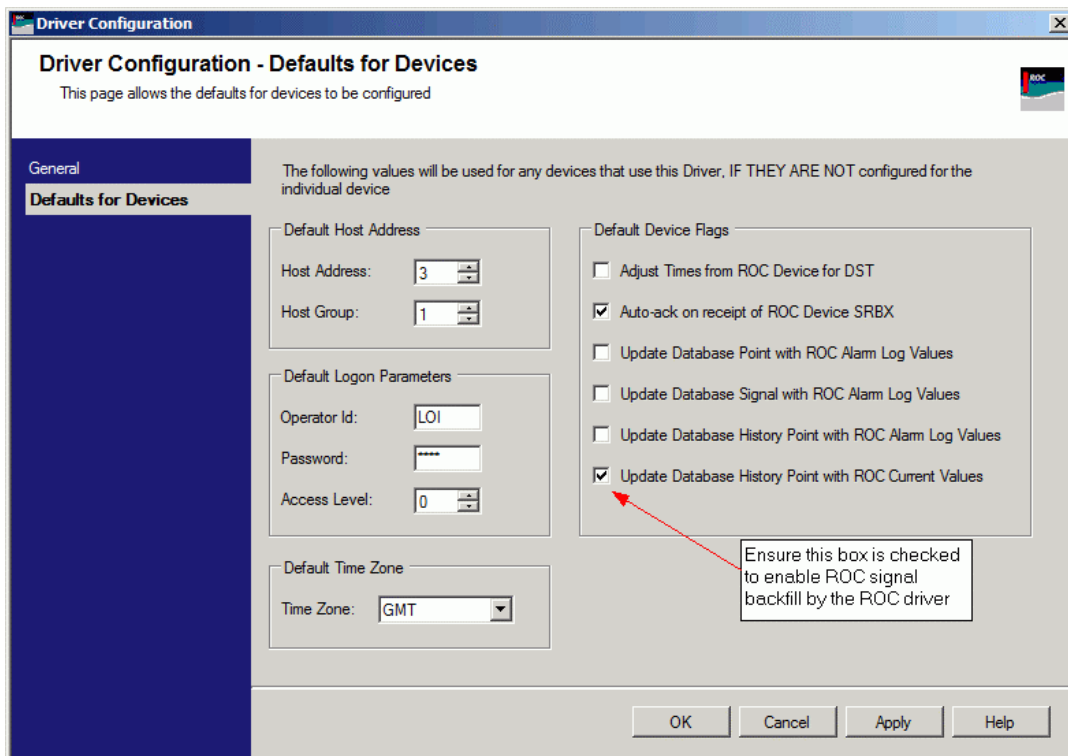 Driver Configuration
Driver Configuration - Defaults for Devices
This page allows the defaults for devices to be configured
ROC
General
Defaults for Devices
The following values will be used for any devices that use this Driver, IF THEY ARE NOT configured for the
individual device
Default Host Address
Host Address: 3
Host Group: 1
Default Logon Parameters
Operator Id: LOI
Password: ****
Access Level: 0
Default Time Zone
Time Zone: GMT
Default Device Flags
Adjust Times from ROC Device for DST
Auto-ack on receipt of ROC Device SRBX
Update Database Point with ROC Alarm Log Values
Update Database Signal with ROC Alarm Log Values
Update Database History Point with ROC Alarm Log Values
Update Database History Point with ROC Current Values
Ensure this box is checked
to enable ROC signal
backfill by the ROC driver
OK Cancel Apply Help